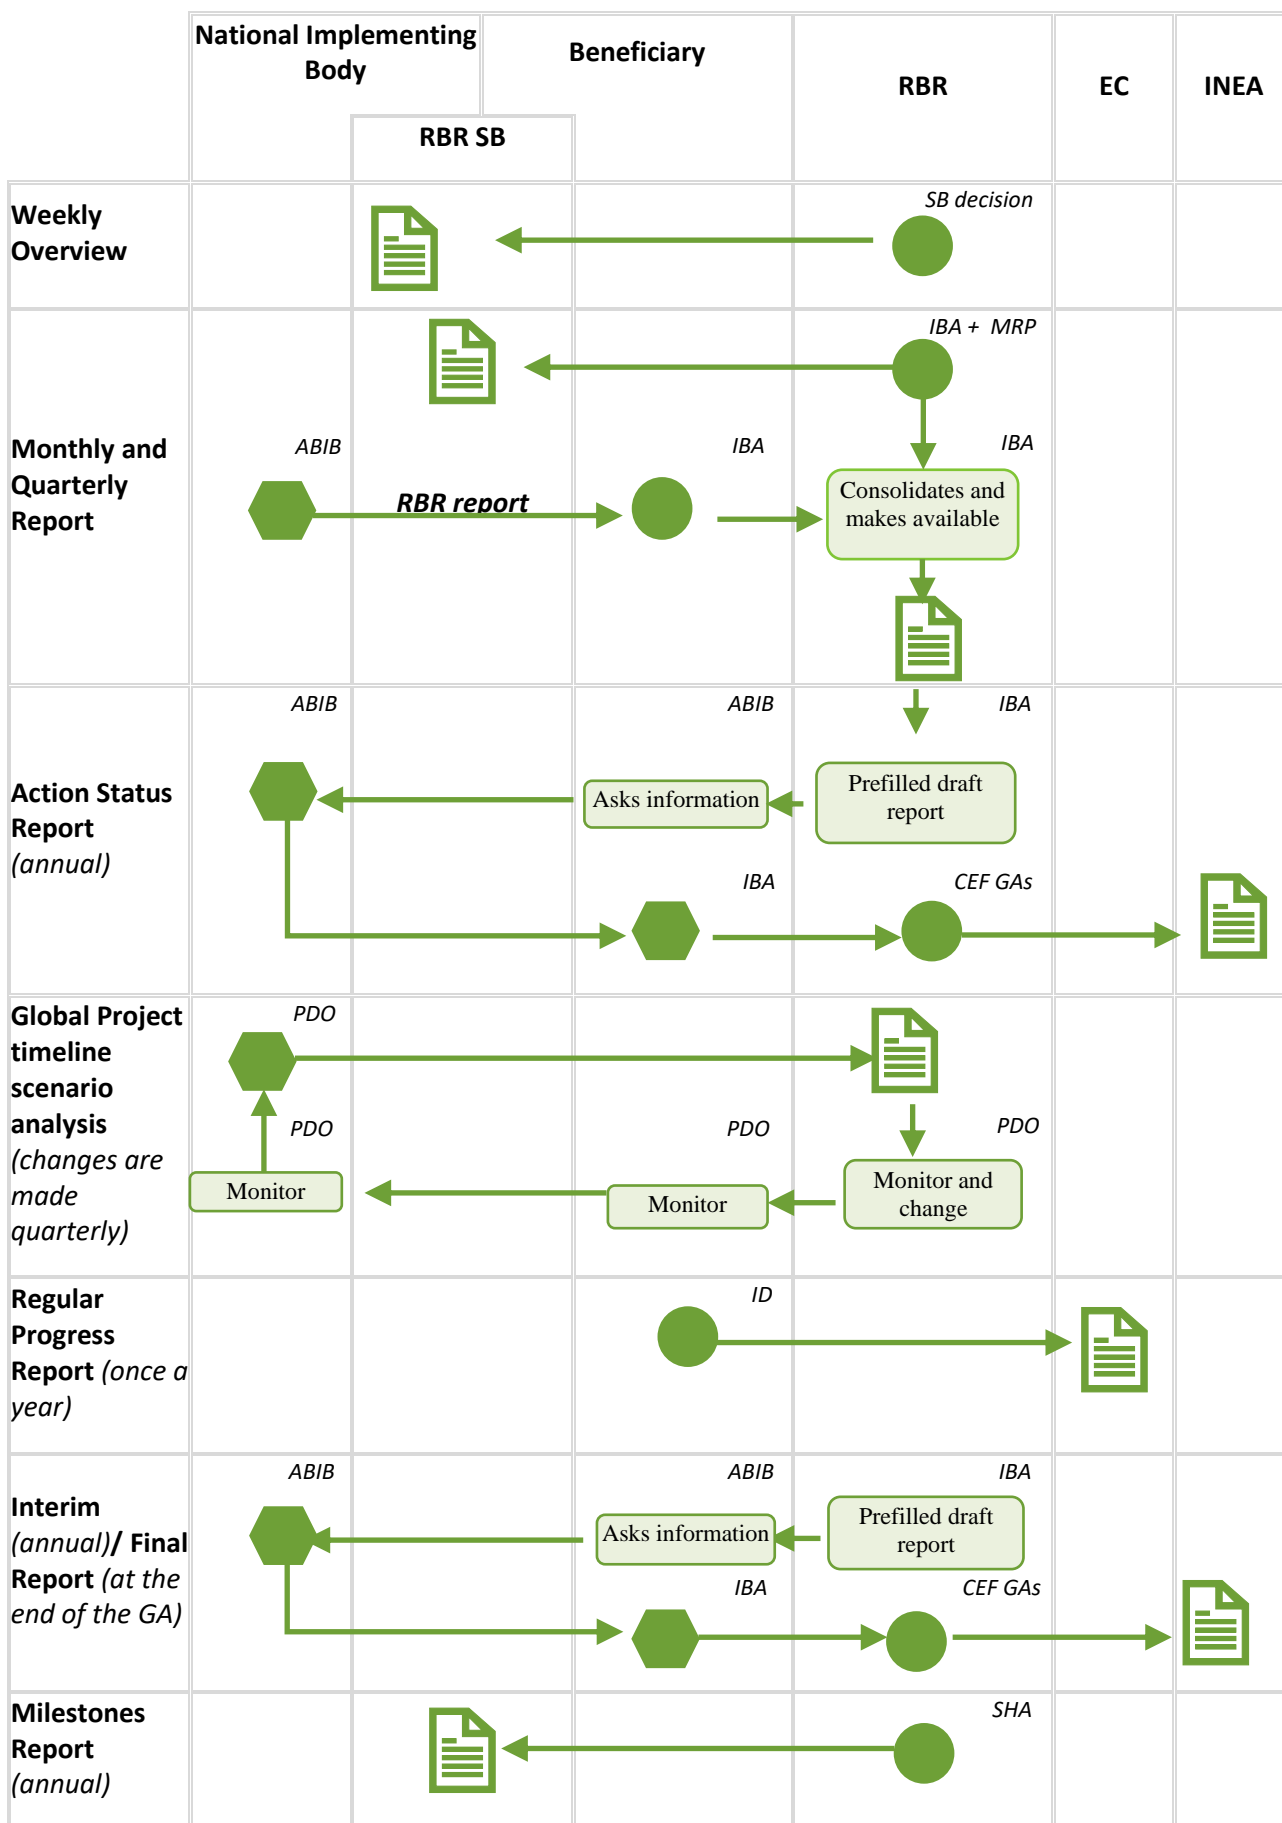 National Implementing
Body
Beneficiary
RBR
EC
INEA
RBR SB
Weekly
Overview
SB decision
Monthly and
Quarterly
Report
IBA + MRP
ABIB
IBA
IBA
RBR report
Consolidates and
makes available
Action Status
Report
(annual)
ABIB
ABIB
IBA
Asks information
Prefilled draft
report
IBA
CEF GAs
Global Project
timeline
scenario
analysis
(changes are
made
quarterly)
PDO
PDO
PDO
PDO
Monitor
Monitor
Monitor and
change
Regular
Progress
Report (once a
year)
ID
Interim
(annual)/ Final
Report (at the
end of the GA)
ABIB
ABIB
IBA
Asks information
Prefilled draft
report
IBA
CEF GAs
Milestones
Report
(annual)
SHA